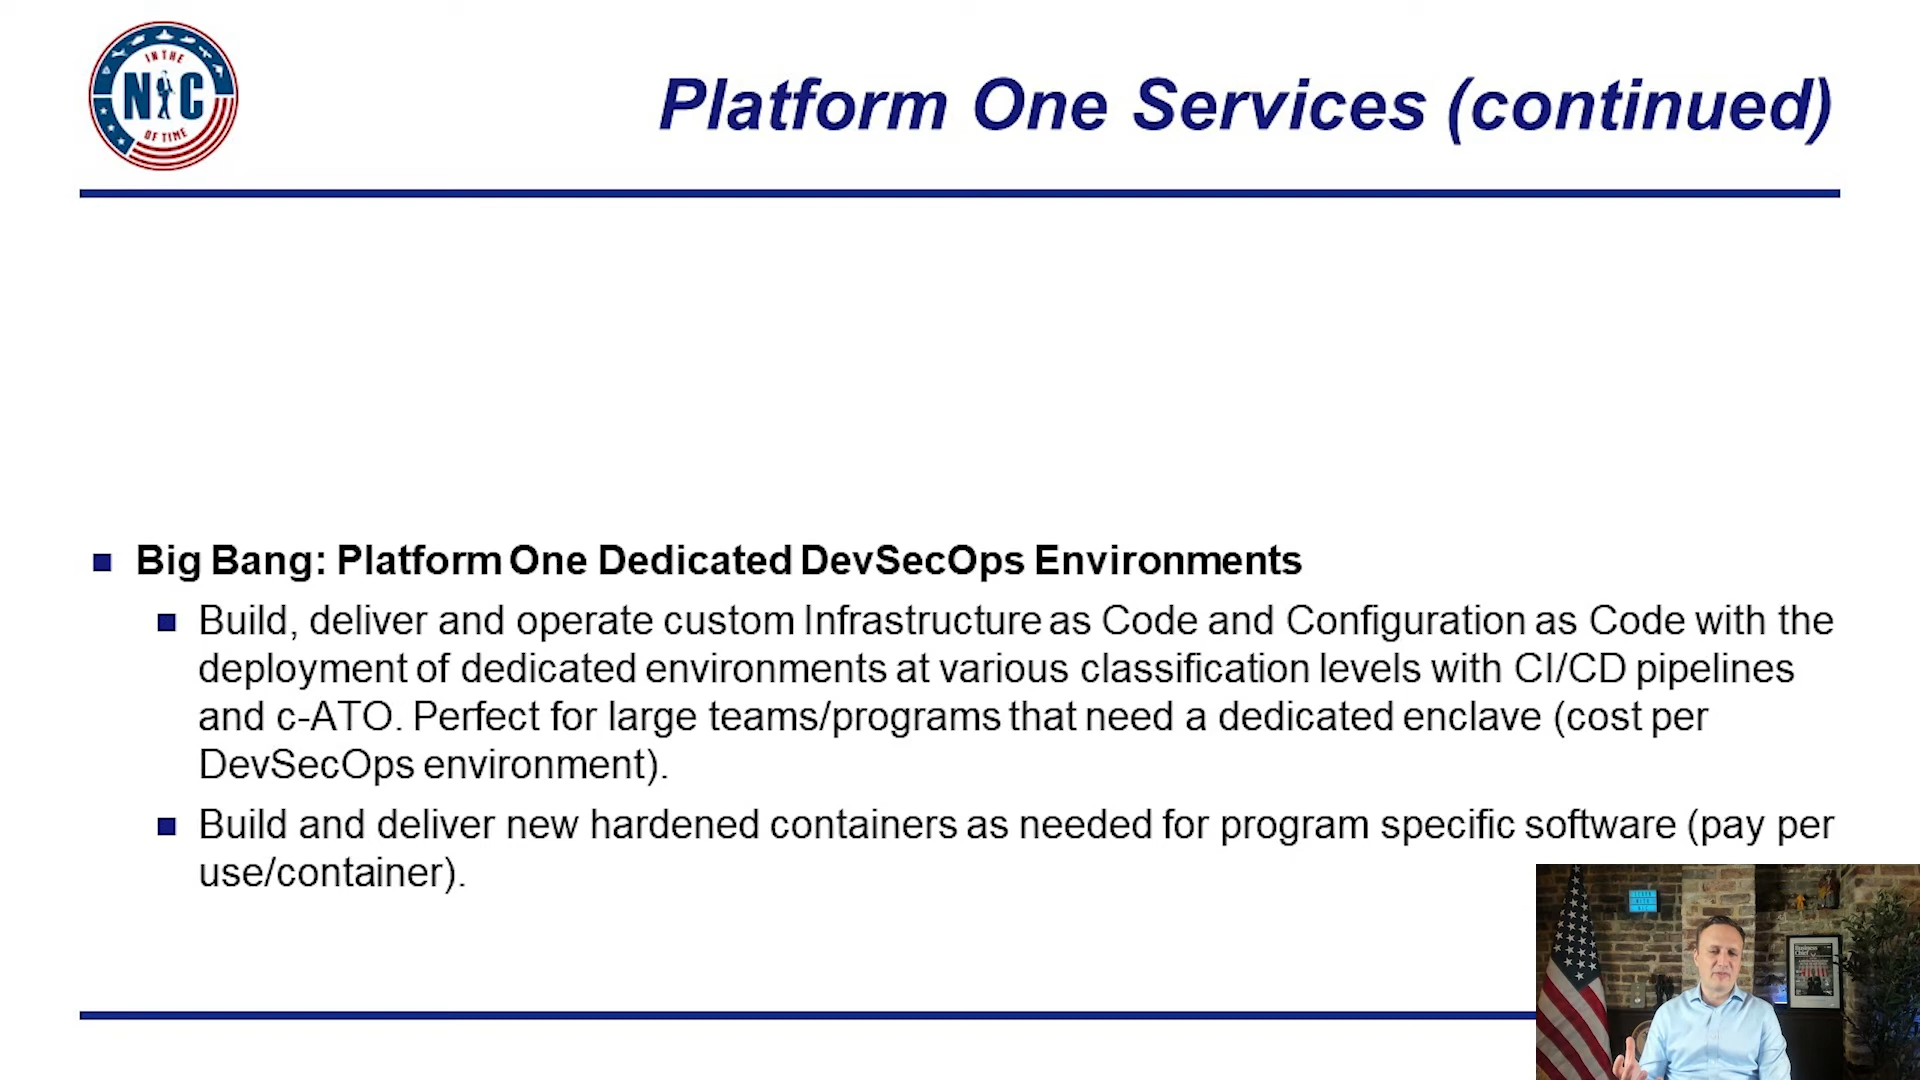 IN THE
NIC
OF TIME
Platform One Services (continued)
Big Bang: Platform One Dedicated DevSecOps Environments
Build, deliver and operate custom Infrastructure as Code and Configuration as Code with the
deployment of dedicated environments at various classification levels with CI/CD pipelines
and c-ATO. Perfect for large teams/programs that need a dedicated enclave (cost per
DevSecOps environment).
Build and deliver new hardened containers as needed for program specific software (pay per
use/container).
Business
Chief